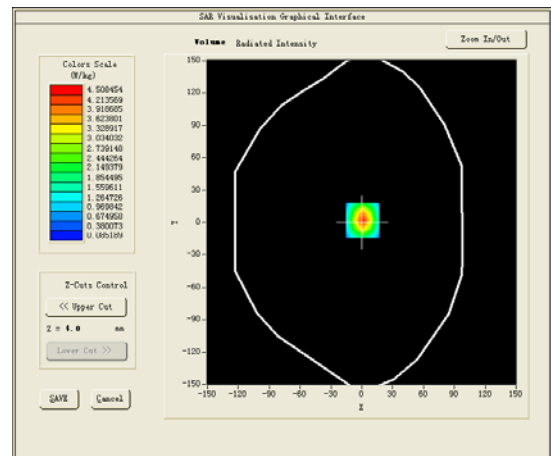 SAR Visualisation Graphical Interface
Volume Radiated Intensity
Zoom In/Out
Colors Scale
(W/kg)
4.508454
4.213569
3.918685
3.623801
3.328917
3.034032
2.739148
2.444264
2.149379
1.854495
1.559611
1.264726
0.969842
0.674958
0.380073
0.085189
150
120
90
60
30
0
-30
-60
-90
-120
-150
Y
-150 -120 -90 -60 -30 0 30 60 90 120 150
X
Z-Cuts Control
<< Upper Cut
Z = 4.0 mm
Lower Cut >>
SAVE Cancel